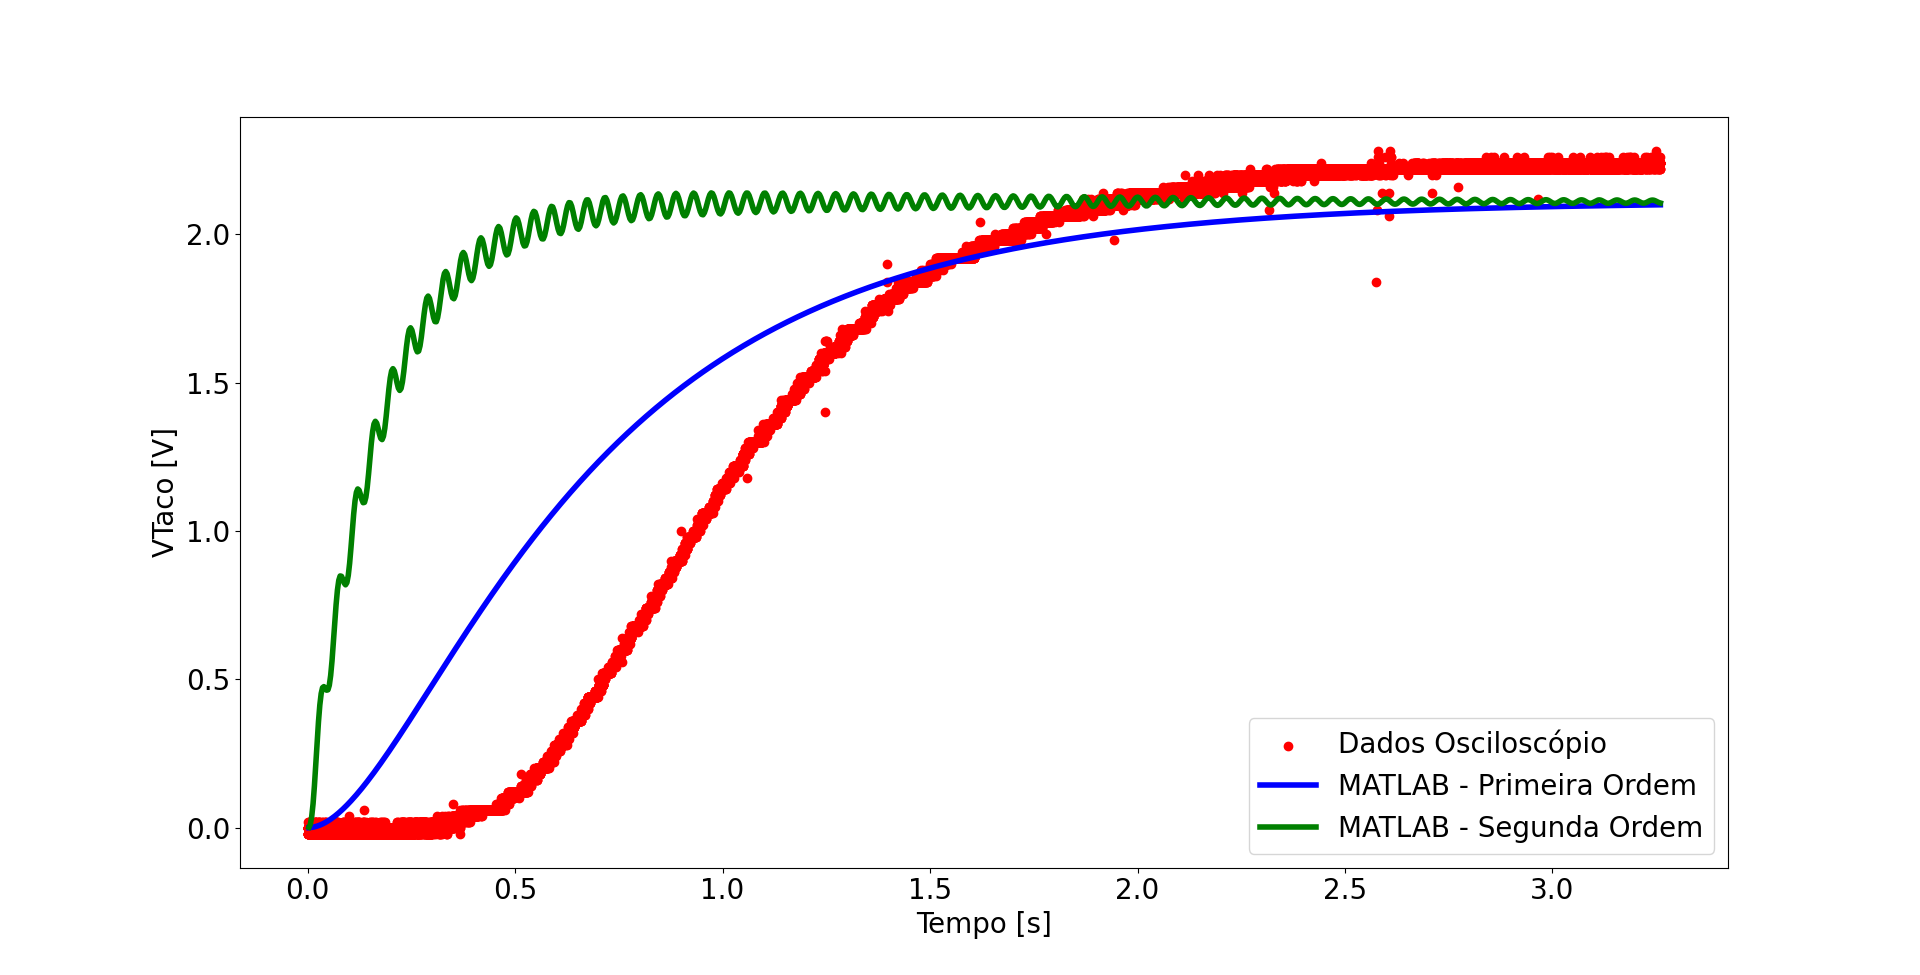 VTaco [V]
2.0
1.5
1.0
0.5
0.0
0.0 0.5 1.0 1.5 2.0 2.5 3.0
Tempo [s]
Dados Osciloscópio
MATLAB - Primeira Ordem
MATLAB - Segunda Ordem